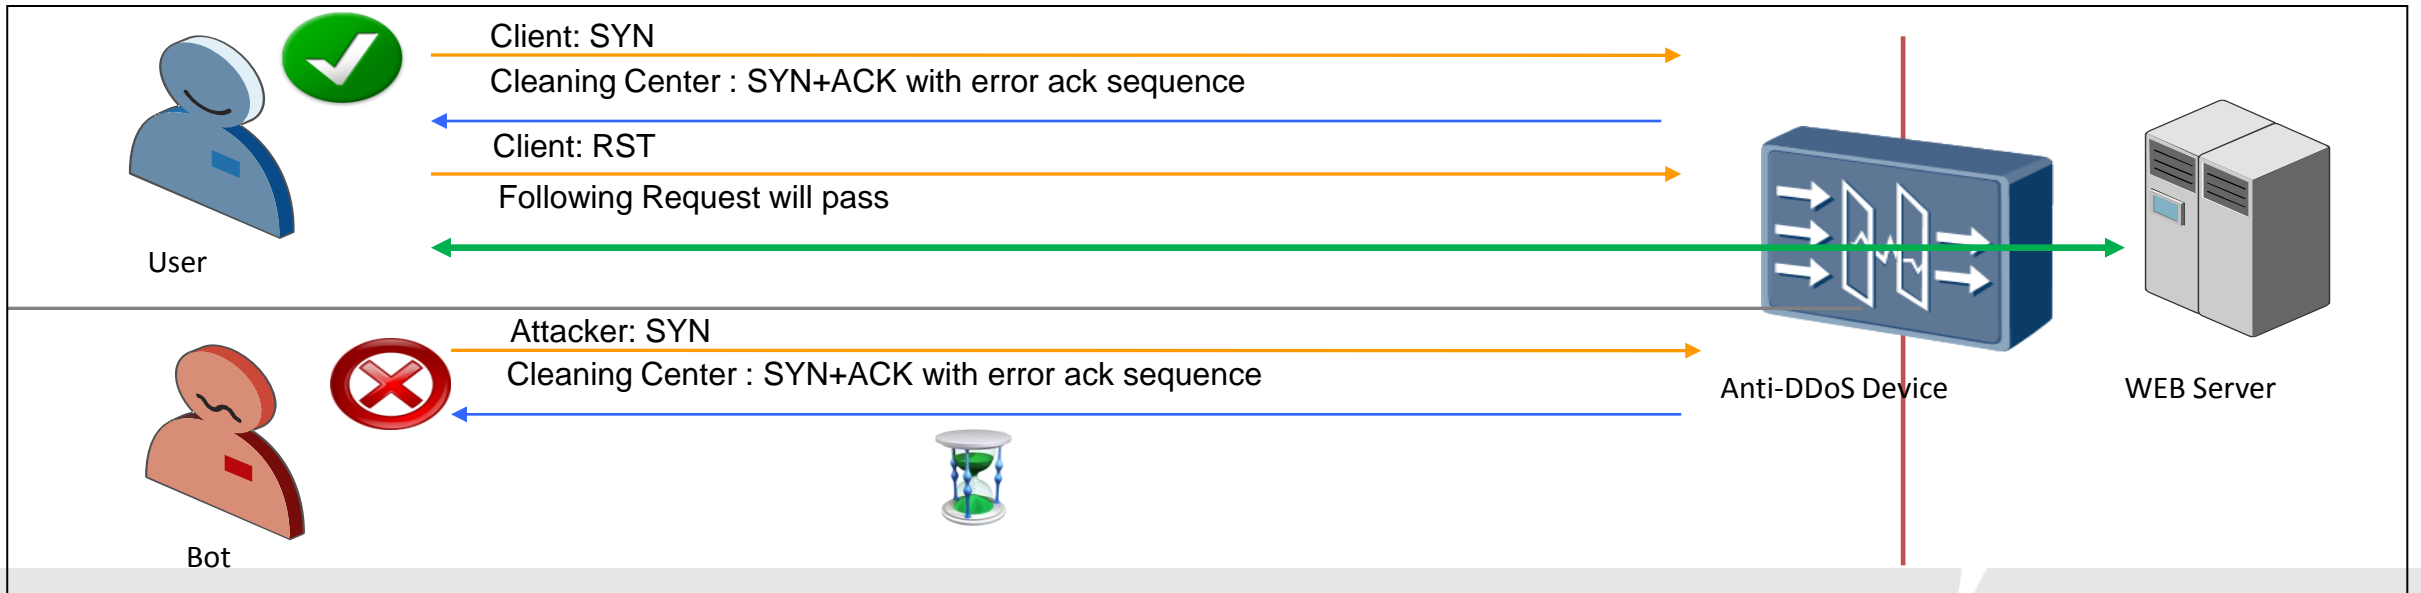 Client: SYN
Cleaning Center : SYN+ACK with error ack sequence
Client: RST
Following Request will pass
User
Attacker: SYN
Cleaning Center : SYN+ACK with error ack sequence
Anti-DDoS Device
WEB Server
Bot